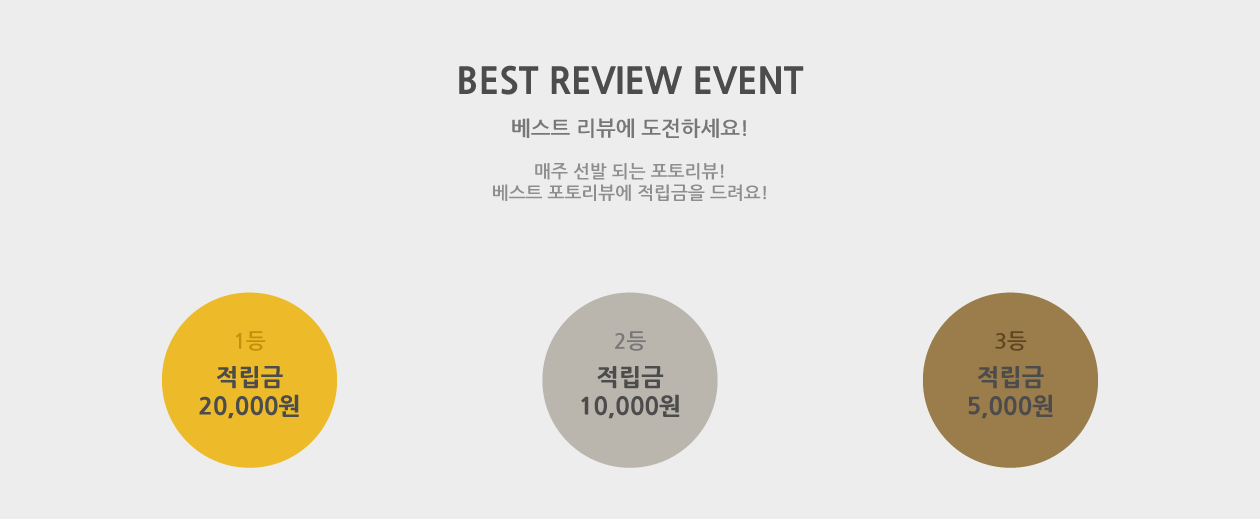 BEST REVIEW EVENT
베스트 리뷰에 도전하세요!
매주 선발 되는 포토리뷰!
베스트 포토리뷰에 적립금을 드려요!
1등
적립금
20,000원
2등
적립금
10,000원
3등
적립금
5,000원